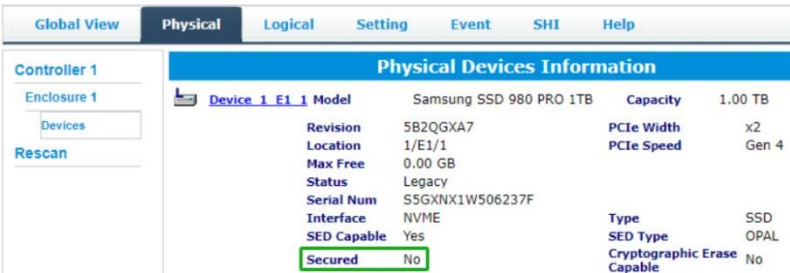 Global View Physical Logical Setting Event SHI Help
Controller 1
Enclosure 1
Devices
Rescan
Physical Devices Information
Device_1_E1_1 Model Samsung SSD 980 PRO 1TB Capacity 1.00 TB
Revision 5B2QGXA7 PCIe Width x2
Location 1/E1/1 PCIe Speed Gen 4
Max Free 0.00 GB
Status Legacy
Serial Num S5GXNX1W506237F
Interface NVME Type SSD
SED Capable Yes SED Type OPAL
Secured No Cryptographic Erase Capable No